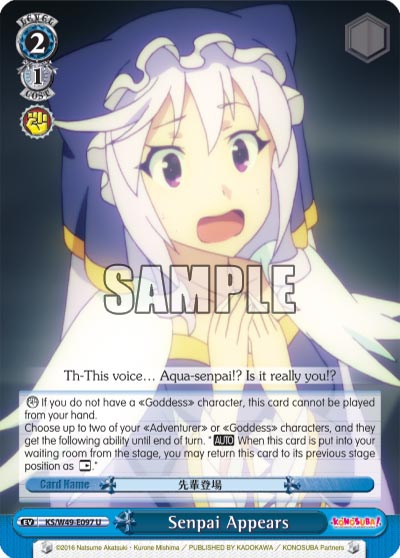 LEVEL
2
1
COST
SAMPLE
Th-This voice… Aqua-senpai!? Is it really you!?
If you do not have a «Goddess» character, this card cannot be played
from your hand.
Choose up to two of your «Adventurer» or «Goddess» characters, and they
get the following ability until end of turn. "AUTO When this card is put into your
waiting room from the stage, you may return this card to its previous stage
position as ."
Card Name 先輩登場
EV KS/W49-E097 U Senpai Appears KONOSUBA!
©2016 Natsume Akatsuki・Kurone Mishima / PUBLISHED BY KADOKAWA / KONOSUBA Partners